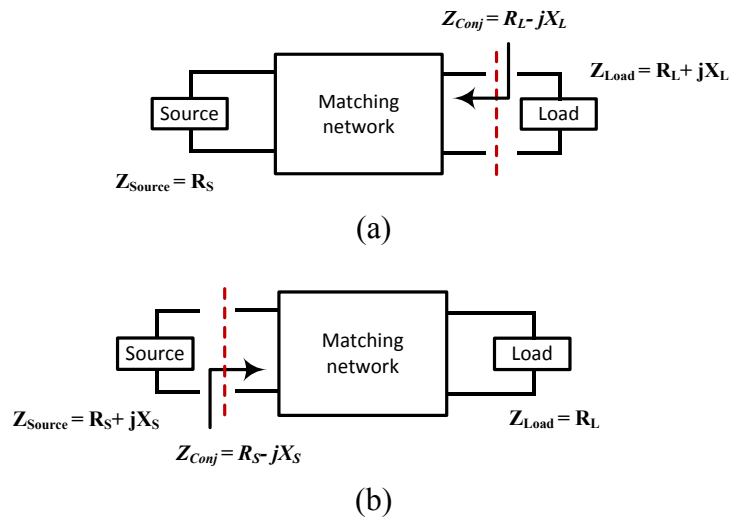 Z_Conj = R_L- jX_L
Z_Load = R_L+ jX_L
Source
Matching
network
Load
Z_Source = R_S
(a)
Source
Matching
network
Load
Z_Source = R_S+ jX_S
Z_Load = R_L
Z_Conj = R_S- jX_S
(b)